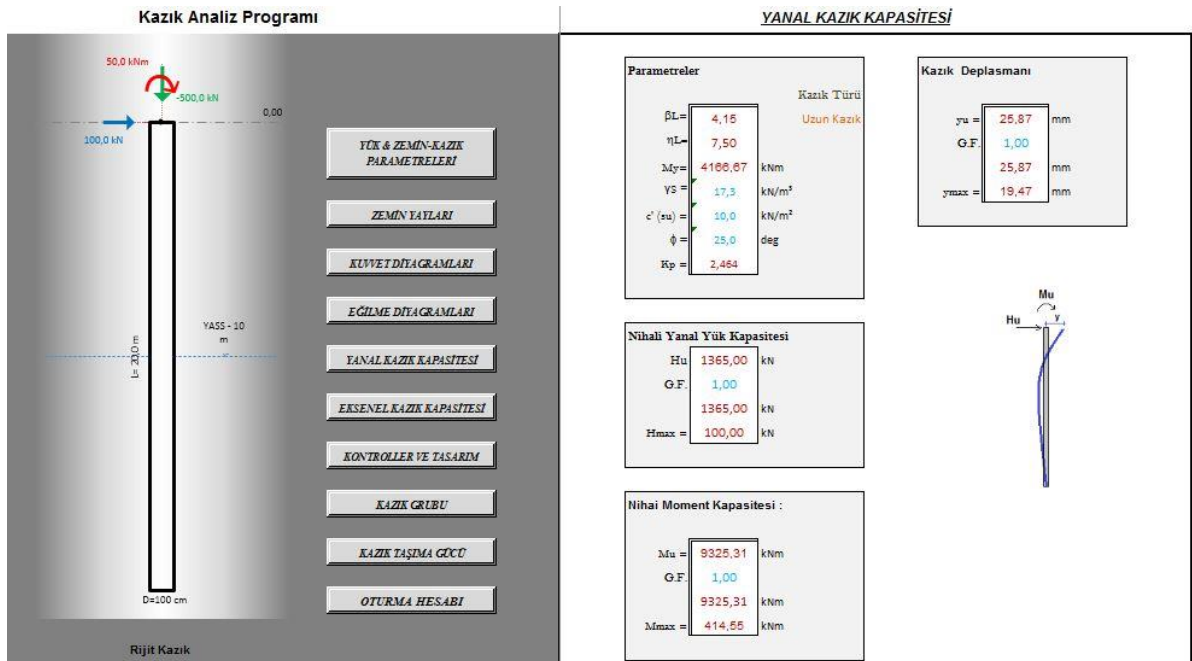 Kazık Analiz Programı
50,0 kNm
-500,0 kN
0,00
100,0 kN
YASS - 10
m
L= 20,0 m
D=100 cm
Rijit Kazık
YÜK & ZEMİN-KAZIK
PARAMETRELERİ
ZEMİN YAYLARI
KUVVET DİYAGRAMLARI
EĞİLME DİYAGRAMLARI
YANAL KAZIK KAPASİTESİ
EKSENEL KAZIK KAPASİTESİ
KONTROLLER VE TASARIM
KAZIK GRUBU
KAZIK TAŞIMA GÜCÜ
OTURMA HESABI
YANAL KAZIK KAPASİTESİ
Parametreler
Kazık Türü
βL= 4,15 Uzun Kazık
ηL= 7,50
My= 4166,67 kNm
γS = 17,3 kN/m³
c' (su) = 10,0 kN/m²
ϕ = 25,0 deg
Kp = 2,464
Nihali Yanal Yük Kapasitesi
Hu 1365,00 kN
G.F. 1,00
1365,00 kN
Hmax = 100,00 kN
Nihai Moment Kapasitesi :
Mu = 9325,31 kNm
G.F. 1,00
9325,31 kNm
Mmax = 414,55 kNm
Kazık Deplasmanı
yu = 25,87 mm
G.F. 1,00
25,87 mm
ymax = 19,47 mm
Mu
Hu
y